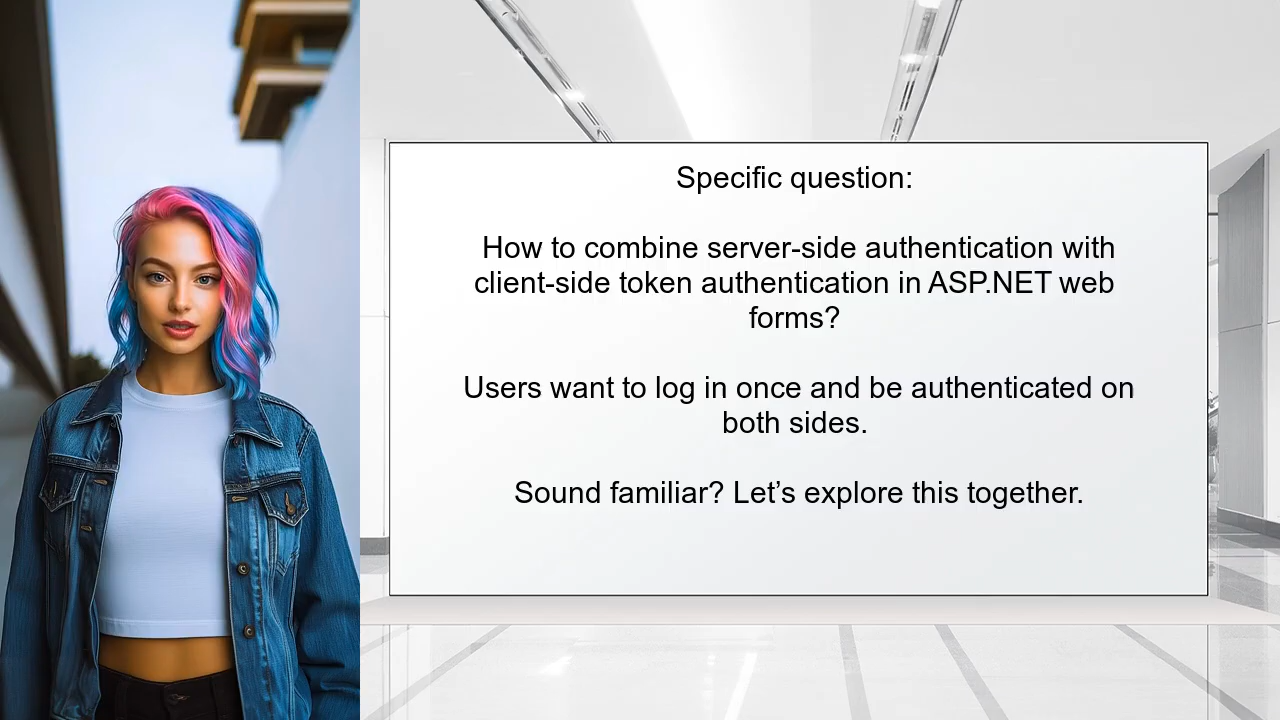 Specific question:
How to combine server-side authentication with
client-side token authentication in ASP.NET web
forms?
Users want to log in once and be authenticated on
both sides.
Sound familiar? Let’s explore this together.